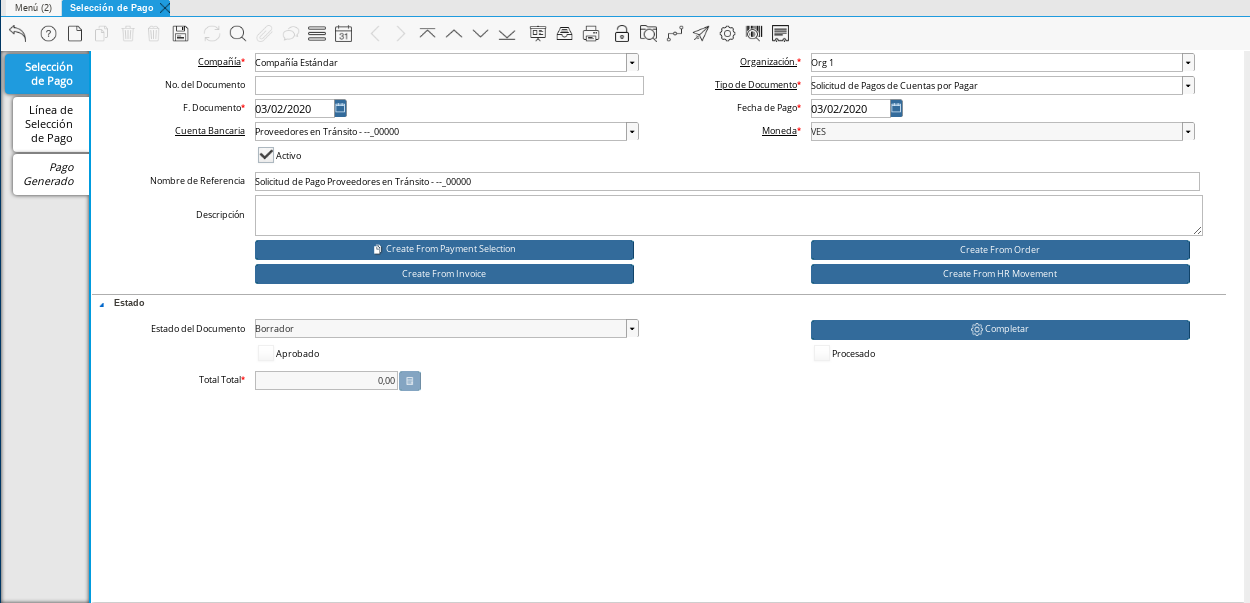 Menú (2) Selección de Pago
31
Selección de Pago
Línea de Selección de Pago
Pago Generado
Compañía* Compañía Estándar Organización.* Org 1
No. del Documento Tipo de Documento* Solicitud de Pagos de Cuentas por Pagar
F. Documento* 03/02/2020 Fecha de Pago* 03/02/2020
Cuenta Bancaria Proveedores en Tránsito - --_00000 Moneda* VES
Activo
Nombre de Referencia Solicitud de Pago Proveedores en Tránsito - --_00000
Descripción
Create From Payment Selection Create From Order
Create From Invoice Create From HR Movement
Estado
Estado del Documento Borrador Completar
Aprobado Procesado
Total Total* 0,00